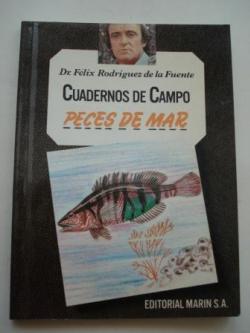 Dr. Félix Rodríguez de la Fuente
CUADERNOS DE CAMPO
PECES DE MAR
EDITORIAL MARIN S.A.